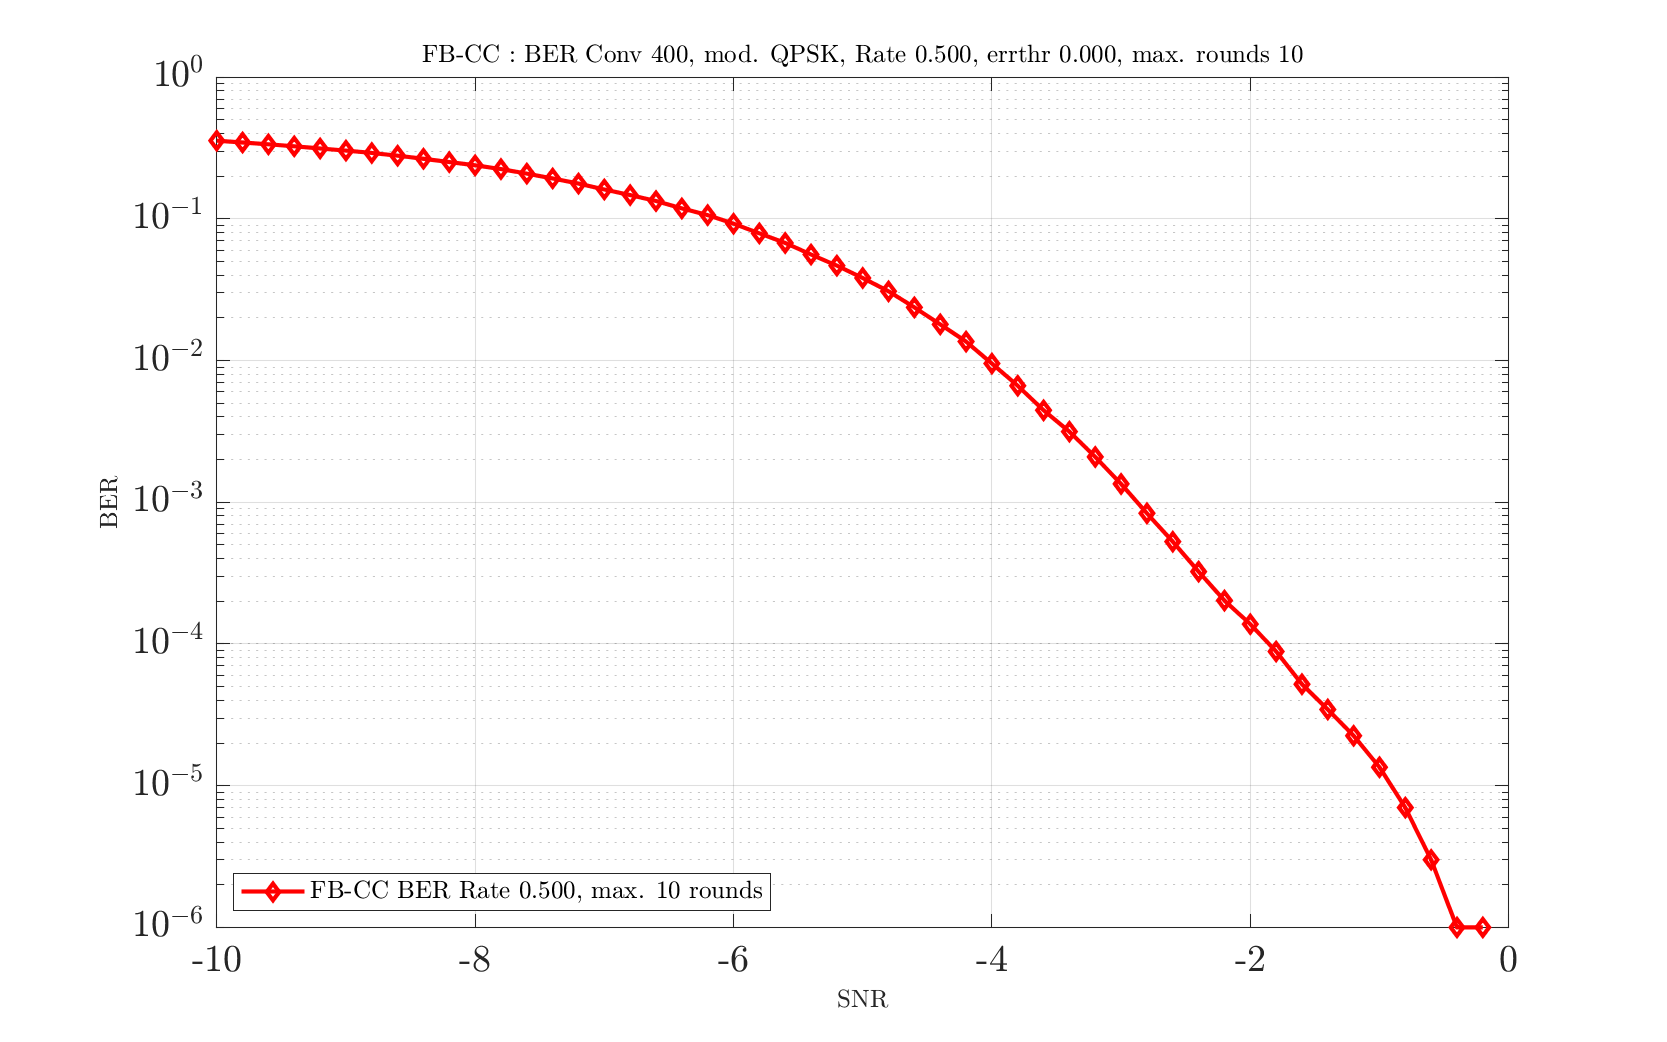 FB-CC : BER Conv 400, mod. QPSK, Rate 0.500, errthr 0.000, max. rounds 10
10⁰
10⁻¹
10⁻²
10⁻³
10⁻⁴
10⁻⁵
10⁻⁶
BER
FB-CC BER Rate 0.500, max. 10 rounds
-10 -8 -6 -4 -2 0
SNR